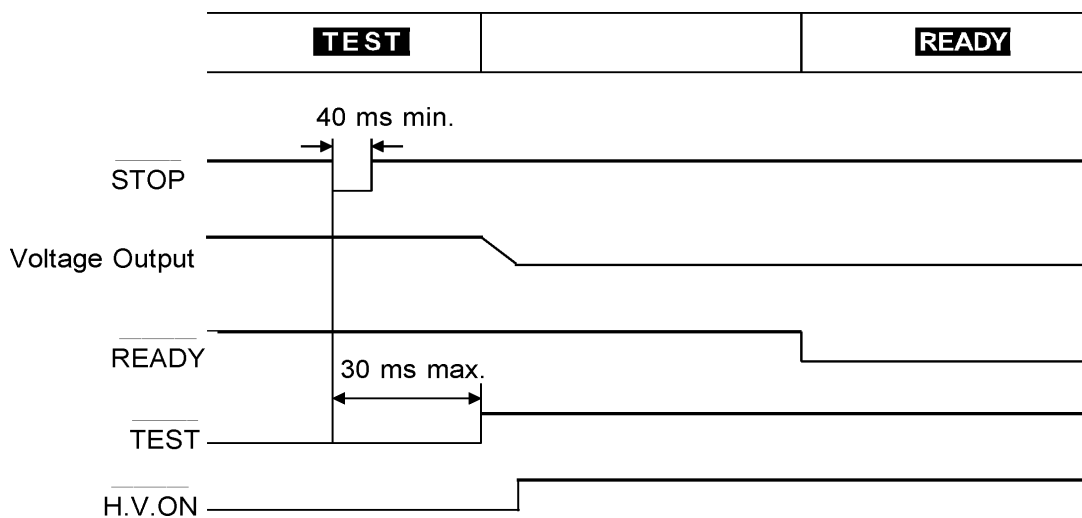 TEST READY
40 ms min.
STOP
Voltage Output
READY
30 ms max.
TEST
H.V.ON